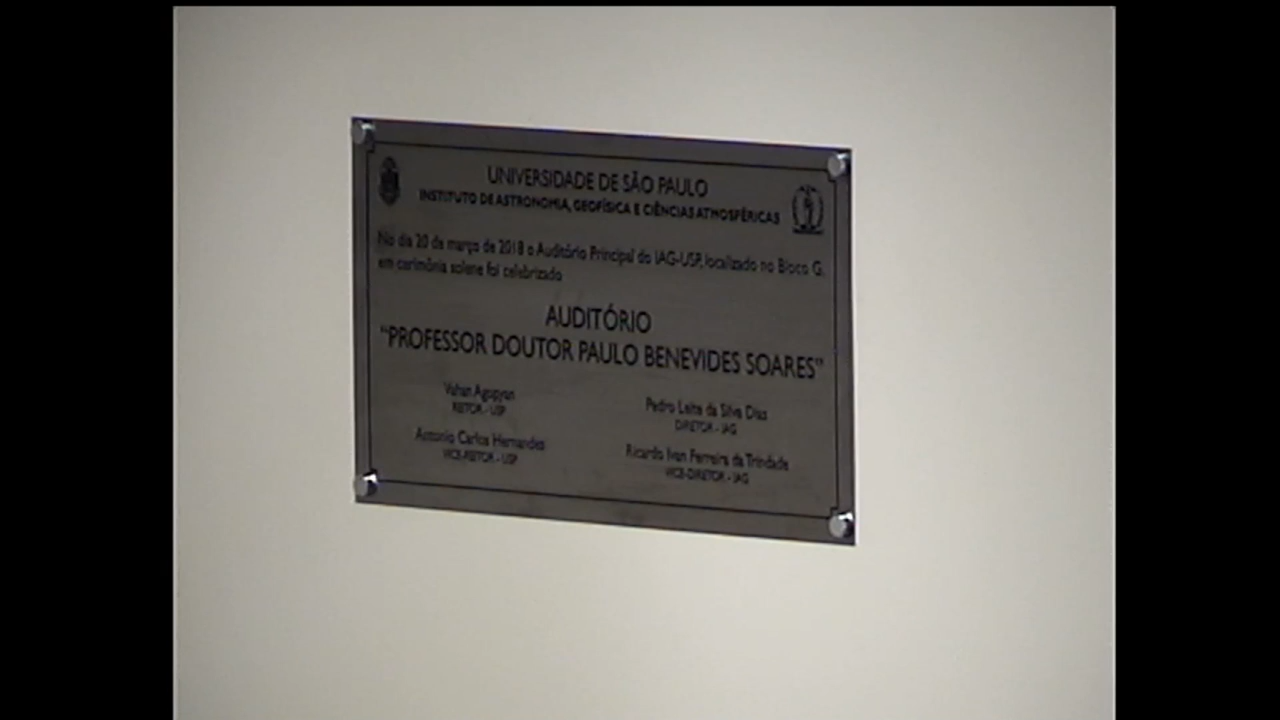 UNIVERSIDADE DE SÃO PAULO
INSTITUTO DE ASTRONOMIA, GEOFÍSICA E CIÊNCIAS ATMOSFÉRICAS
No dia 20 de março de 2018 o Auditório Principal do IAG-USP, localizado no Bloco G,
em cerimônia solene foi celebrizado
AUDITÓRIO
"PROFESSOR DOUTOR PAULO BENEVIDES SOARES"
Vahan Agopyan
REITOR - USP
Pedro Leite da Silva Dias
DIRETOR - IAG
Antonio Carlos Hernandes
VICE-REITOR - USP
Ricardo Ivan Ferreira da Trindade
VICE-DIRETOR - IAG